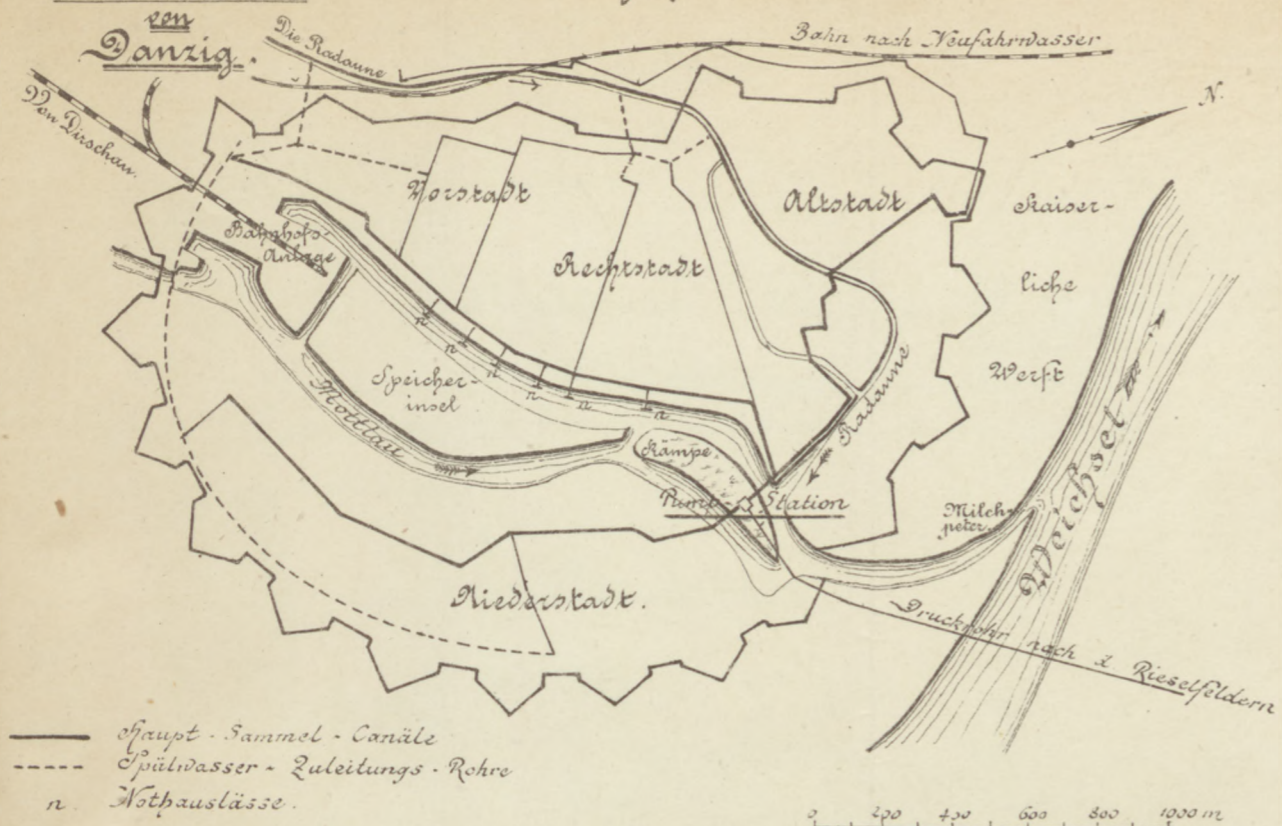 von
Danzig.
Die Radaune
Bahn nach Neufahrwasser
Von Dirschau.
N.
Vorstadt
Altstadt
Kaiser-
liche
Werft
Bahnhofs-
Anlage
Rechtstadt
n
n
n
n
n
n
Speicher-
insel
Mottlau
Radaune
Kämpe
Pump-Station
Milch-
peter.
Weichsel
Niederstadt.
Druckrohr nach d. Rieselfeldern
Haupt-Sammel-Canäle
Spülwasser-Zuleitungs-Rohre
n. Nothauslässe.
0 200 400 600 800 1000 m